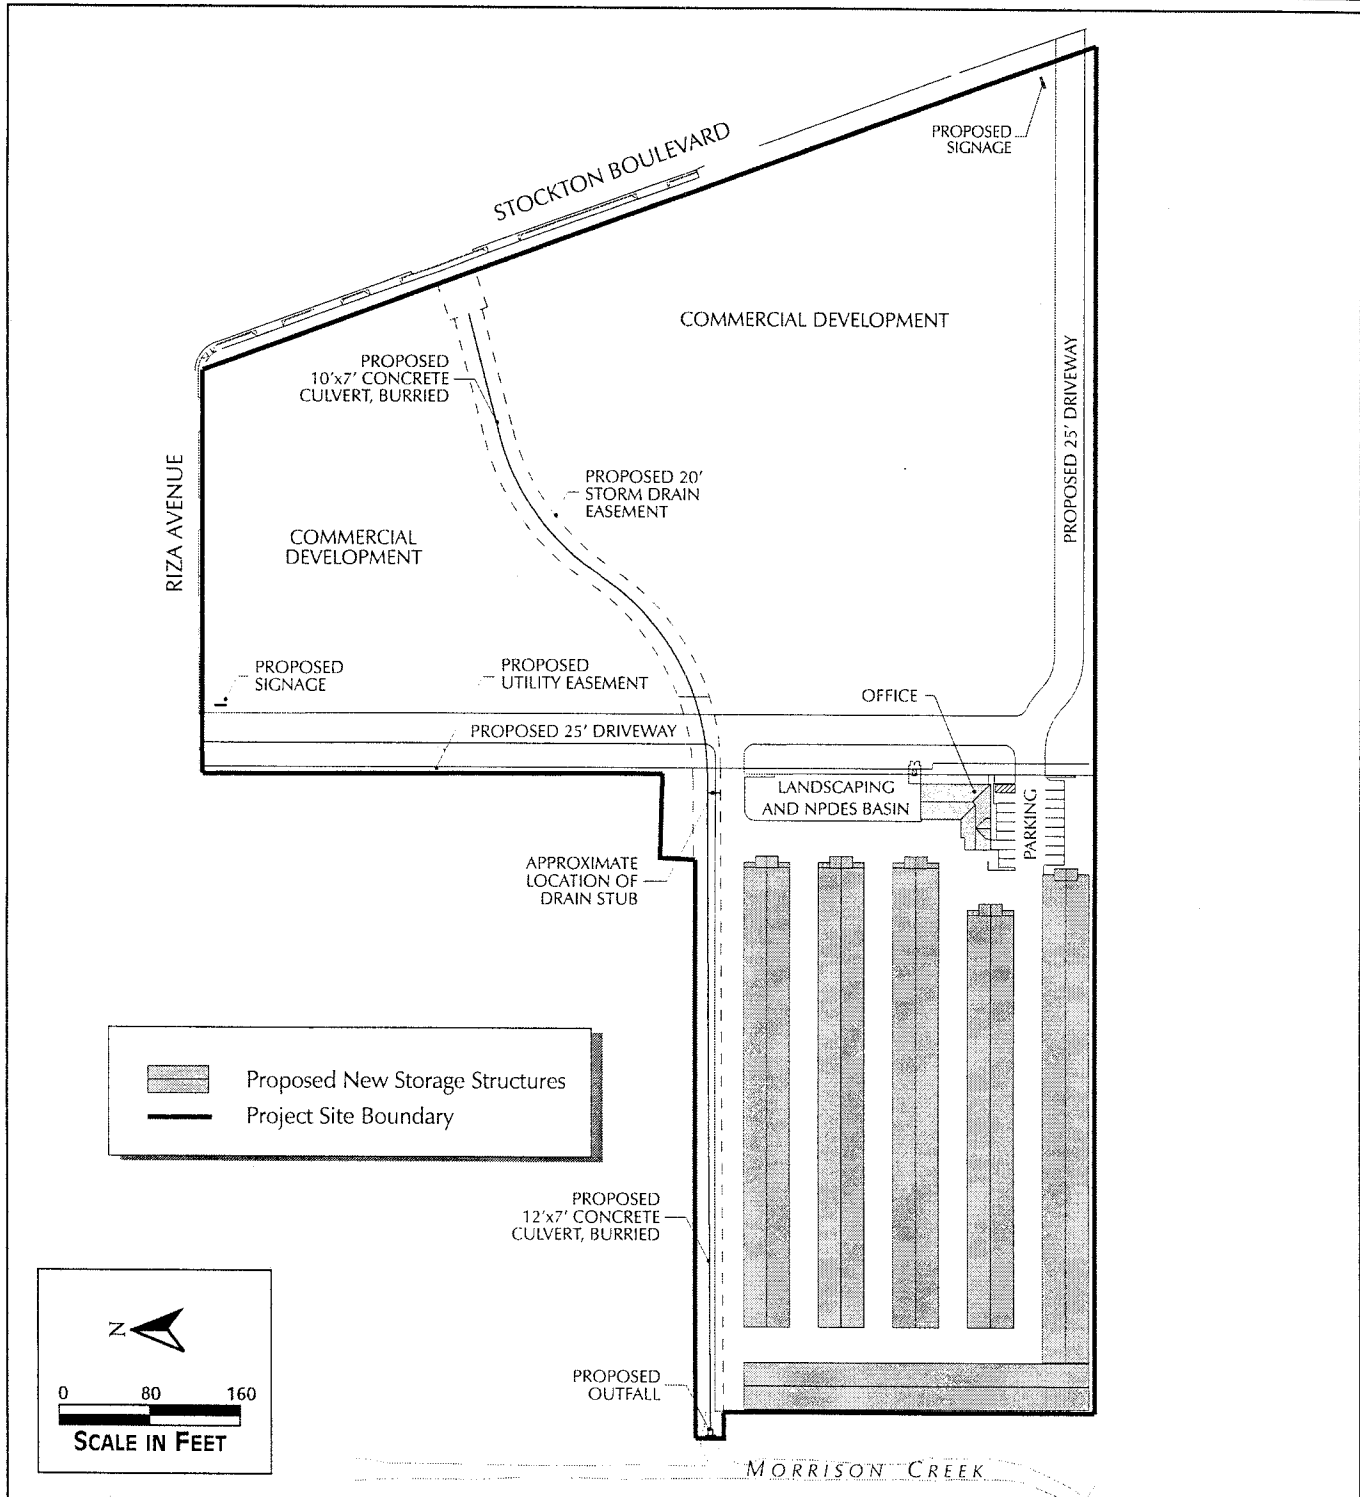 STOCKTON BOULEVARD
PROPOSED
SIGNAGE
COMMERCIAL DEVELOPMENT
PROPOSED
10'x7' CONCRETE
CULVERT, BURRIED
PROPOSED 25' DRIVEWAY
RIZA AVENUE
PROPOSED 20'
STORM DRAIN
EASEMENT
COMMERCIAL
DEVELOPMENT
PROPOSED
SIGNAGE
PROPOSED
UTILITY EASEMENT
OFFICE
PROPOSED 25' DRIVEWAY
LANDSCAPING
AND NPDES BASIN
PARKING
APPROXIMATE
LOCATION OF
DRAIN STUB
Proposed New Storage Structures
Project Site Boundary
PROPOSED
12'x7' CONCRETE
CULVERT, BURRIED
N
0 80 160
SCALE IN FEET
PROPOSED
OUTFALL
MORRISON CREEK